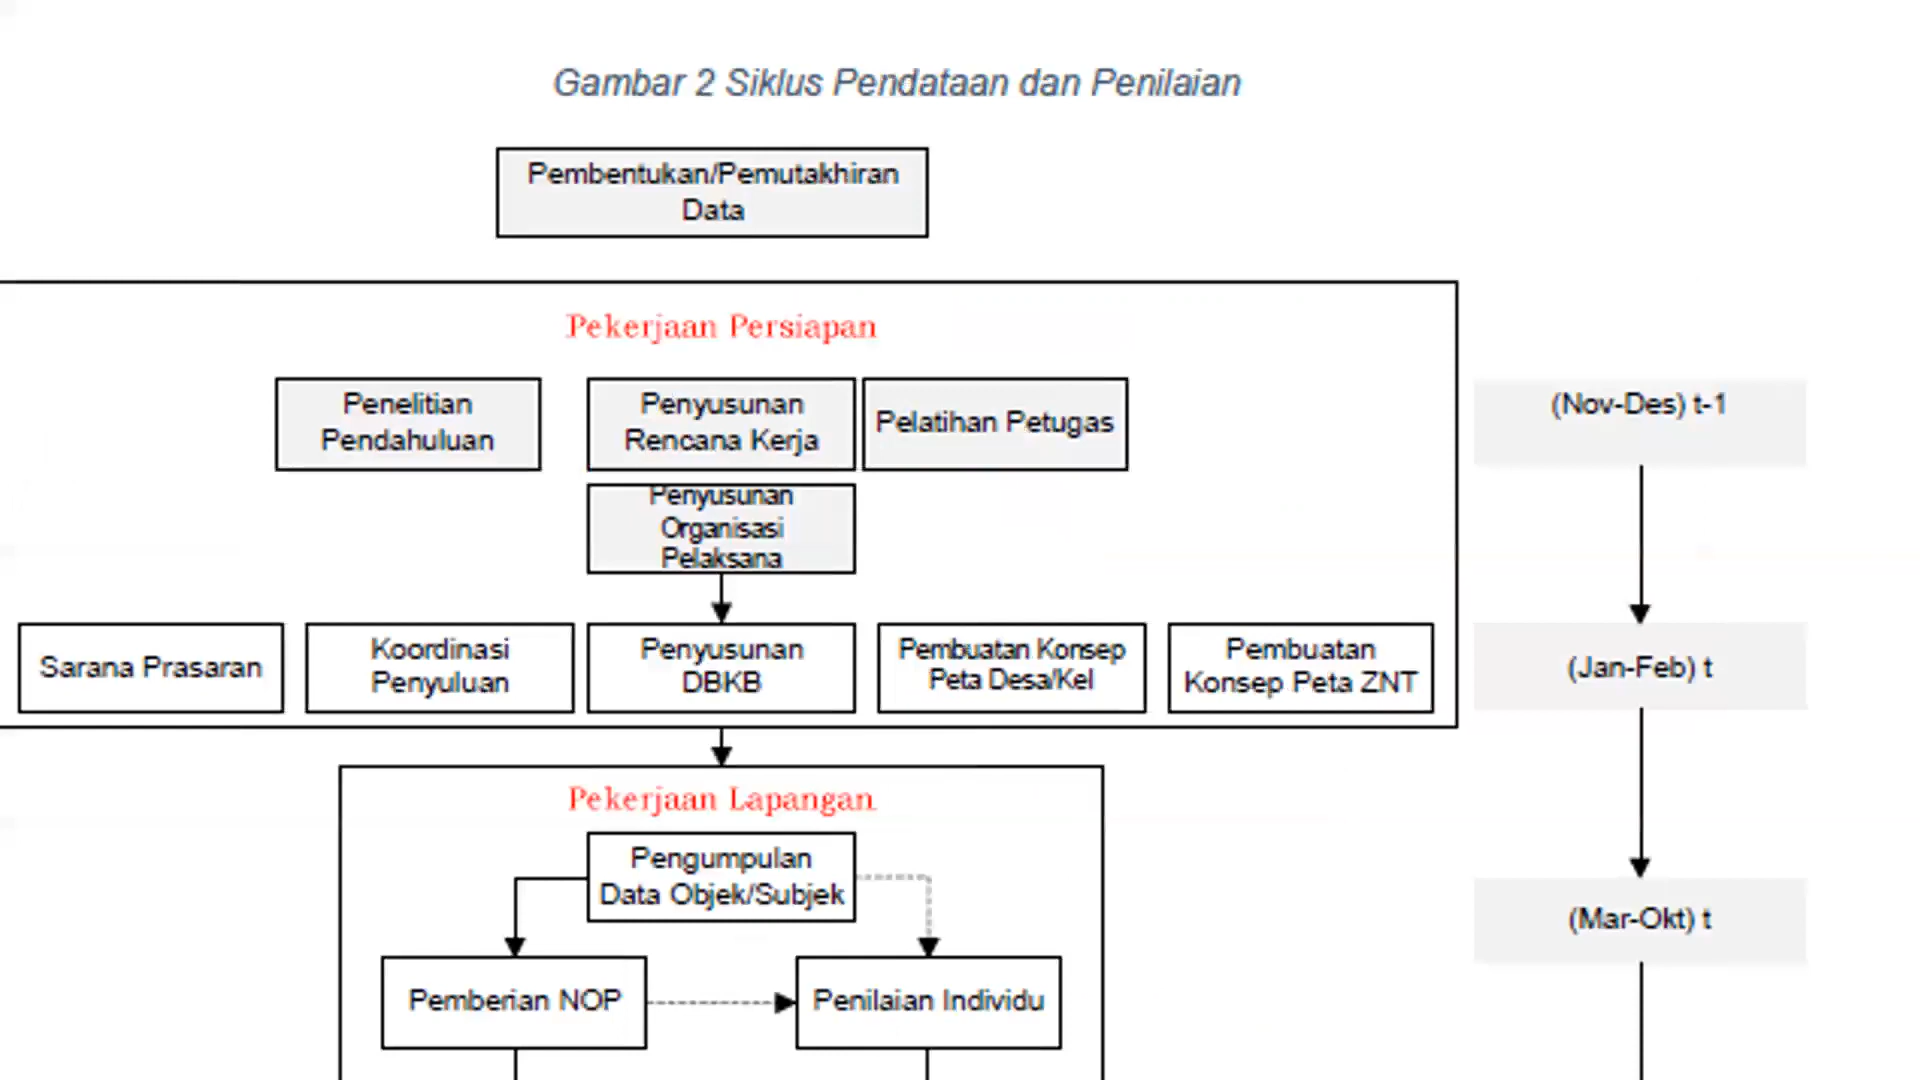 Gambar 2 Siklus Pendataan dan Penilaian
Pembentukan/Pemutakhiran
Data
Pekerjaan Persiapan
Penelitian
Pendahuluan
Penyusunan
Rencana Kerja
Pelatihan Petugas
(Nov-Des) t-1
Penyusunan
Organisasi
Pelaksana
Sarana Prasaran
Koordinasi
Penyuluan
Penyusunan
DBKB
Pembuatan Konsep
Peta Desa/Kel
Pembuatan
Konsep Peta ZNT
(Jan-Feb) t
Pekerjaan Lapangan
Pengumpulan
Data Objek/Subjek
(Mar-Okt) t
Pemberian NOP
Penilaian Individu